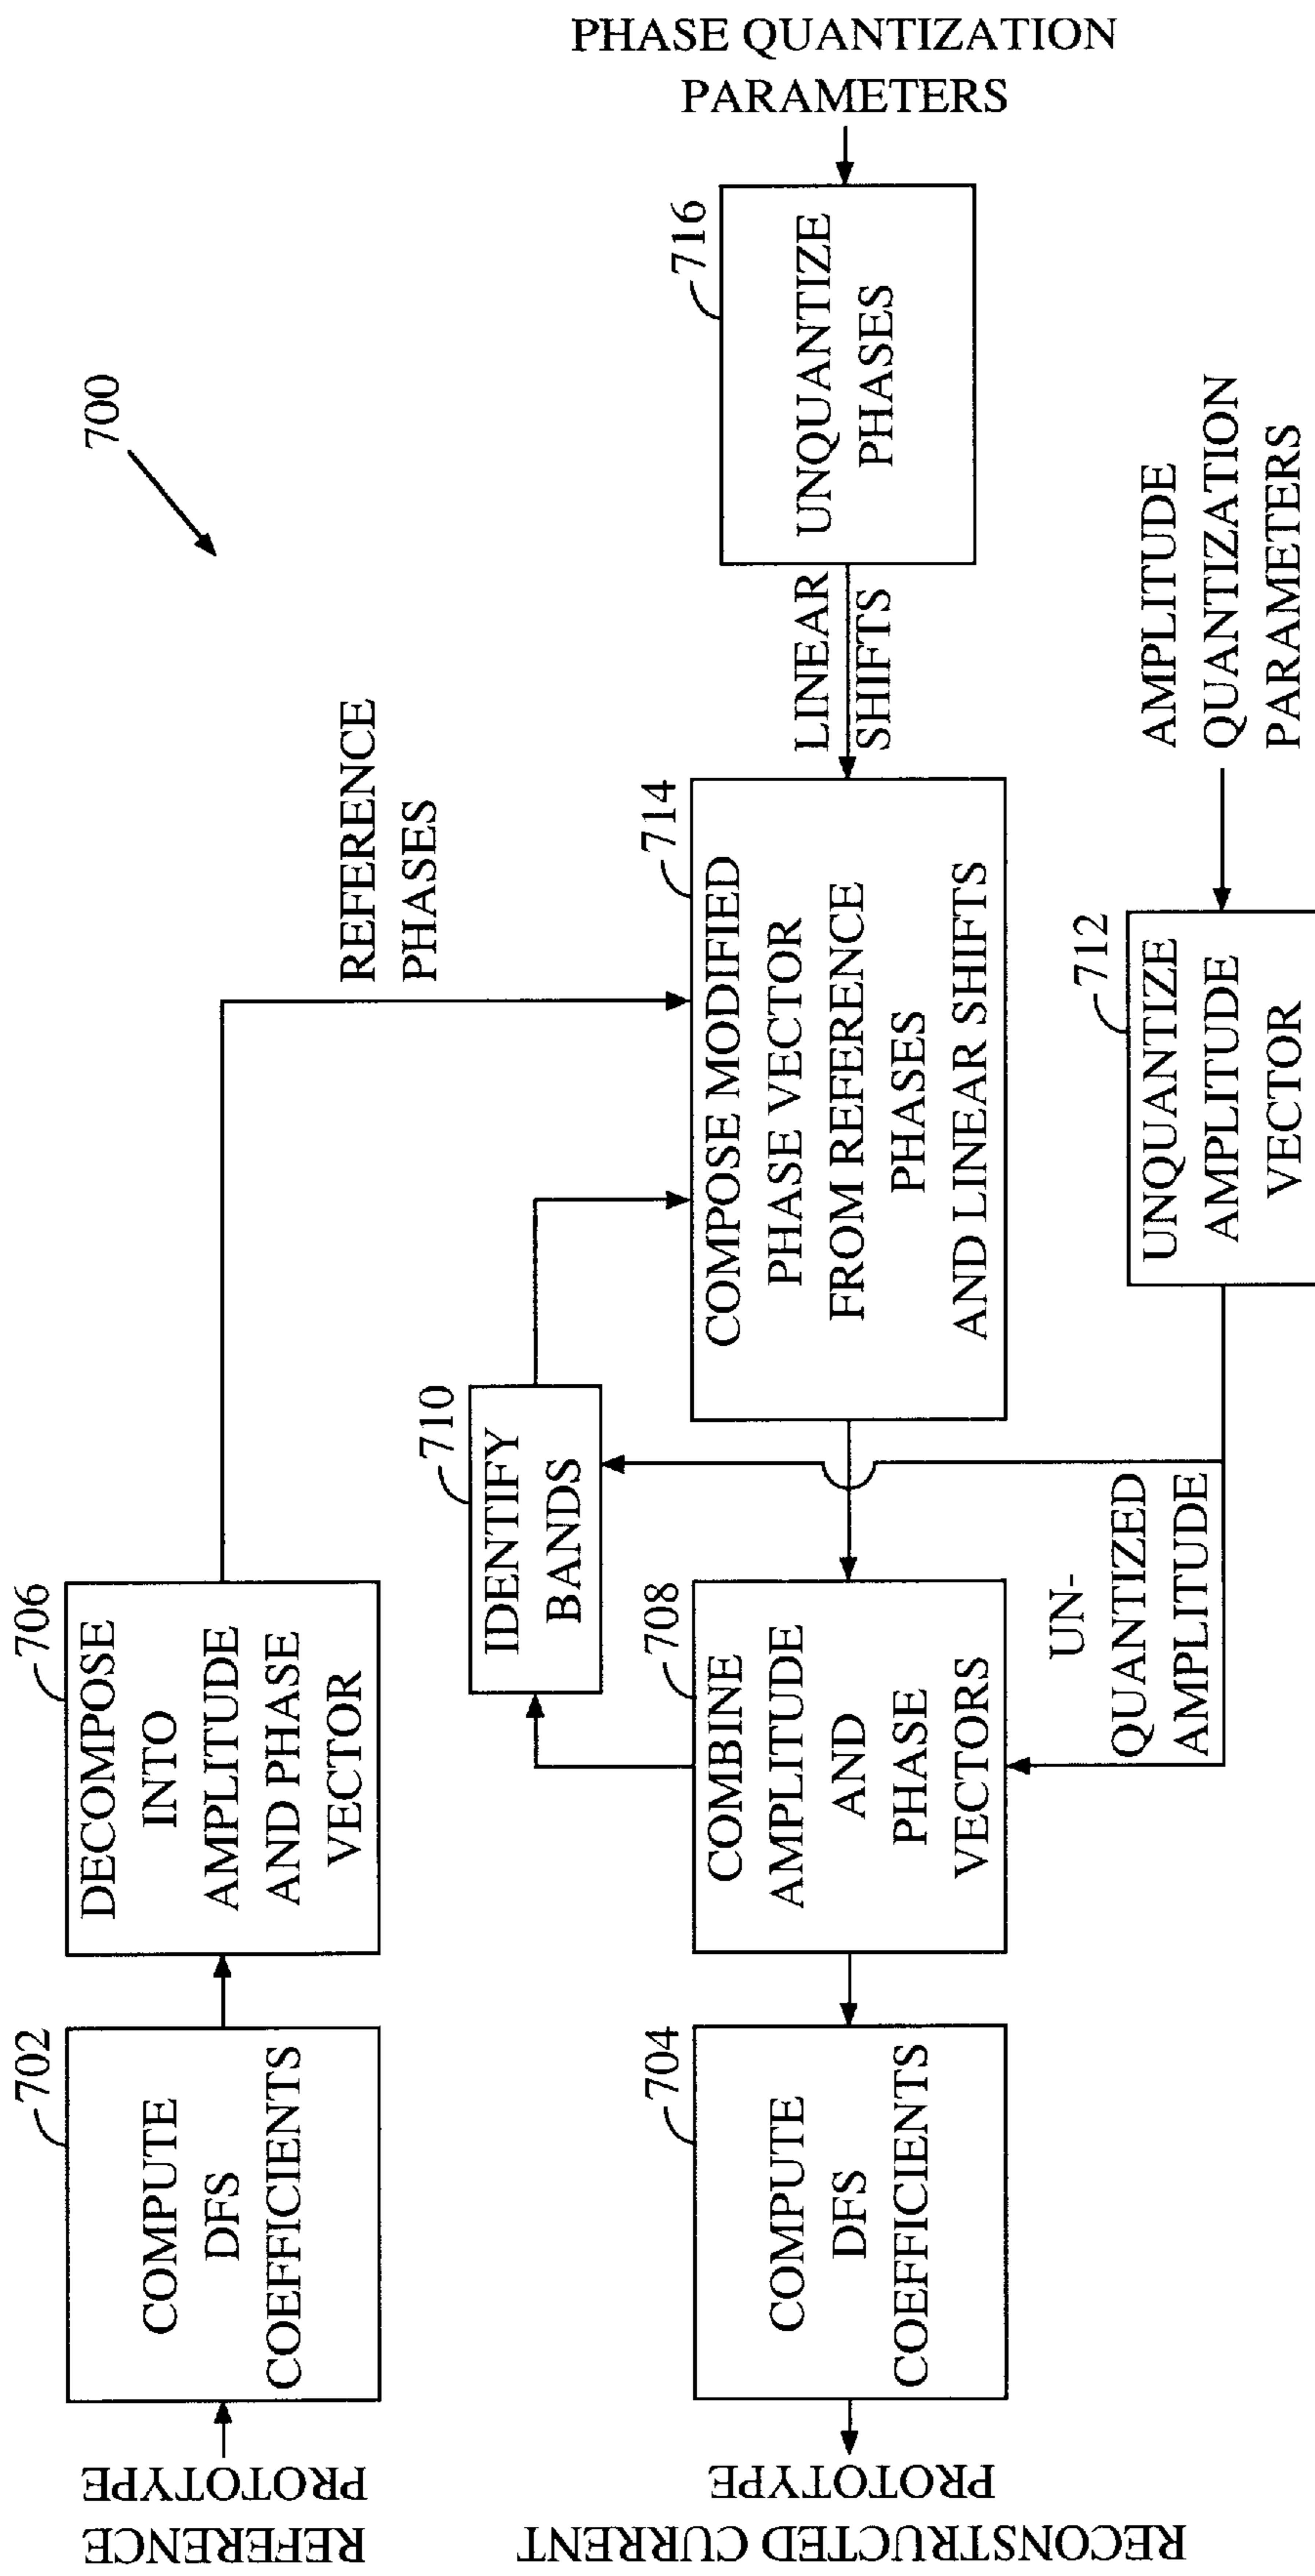 700
REFERENCE
PROTOTYPE
702
COMPUTE
DFS
COEFFICIENTS
706
DECOMPOSE
INTO
AMPLITUDE
AND PHASE
VECTOR
REFERENCE
PHASES
710
IDENTIFY
BANDS
RECONSTRUCTED CURRENT
PROTOTYPE
704
COMPUTE
DFS
COEFFICIENTS
708
COMBINE
AMPLITUDE
AND
PHASE
VECTORS
714
COMPOSE MODIFIED
PHASE VECTOR
FROM REFERENCE
PHASES
AND LINEAR SHIFTS
LINEAR
SHIFTS
716
UNQUANTIZE
PHASES
PHASE QUANTIZATION
PARAMETERS
UN-
QUANTIZED
AMPLITUDE
712
UNQUANTIZE
AMPLITUDE
VECTOR
AMPLITUDE
QUANTIZATION
PARAMETERS